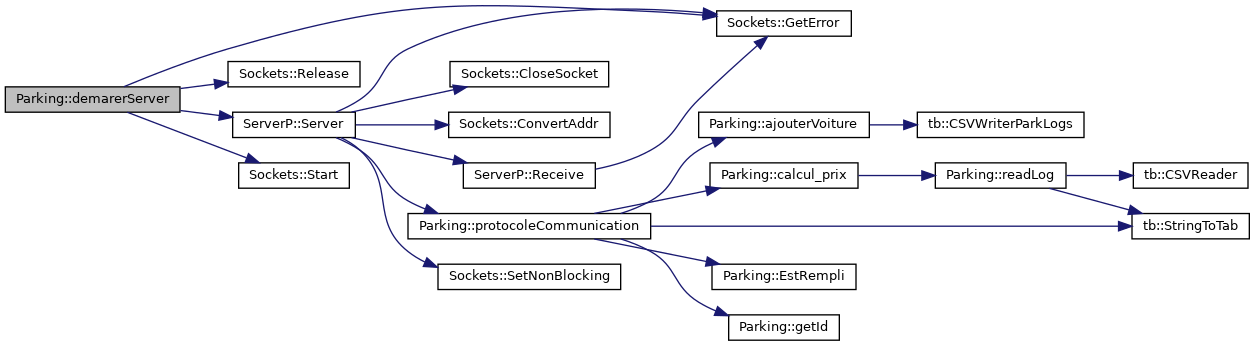 Sockets::GetError
Sockets::Release
Sockets::CloseSocket
Parking::demarerServer
ServerP::Server
Sockets::ConvertAddr
Parking::ajouterVoiture
tb::CSVWriterParkLogs
Sockets::Start
ServerP::Receive
Parking::calcul_prix
Parking::readLog
tb::CSVReader
Parking::protocoleCommunication
tb::StringToTab
Sockets::SetNonBlocking
Parking::EstRempli
Parking::getId